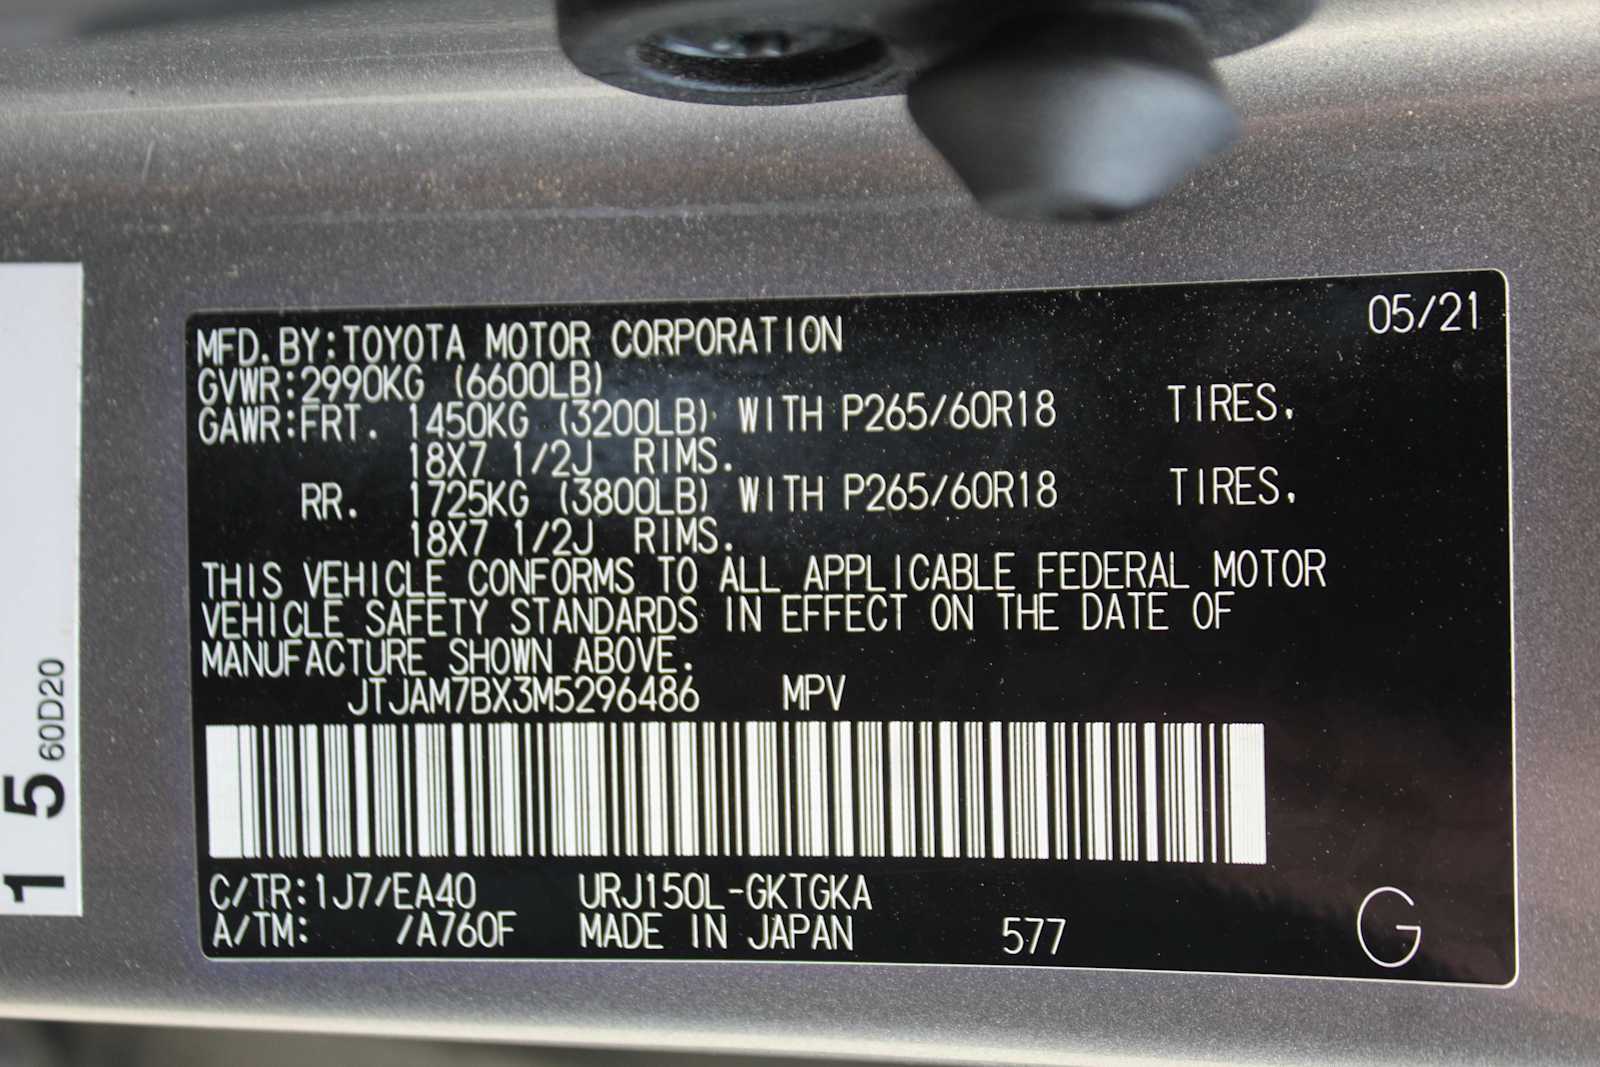 05/21
MFD. BY:TOYOTA MOTOR CORPORATION
GVWR:2990KG (6600LB)
GAWR:FRT. 1450KG (3200LB) WITH P265/60R18 TIRES.
18X7 1/2J RIMS.
RR. 1725KG (3800LB) WITH P265/60R18 TIRES.
18X7 1/2J RIMS.
THIS VEHICLE CONFORMS TO ALL APPLICABLE FEDERAL MOTOR
VEHICLE SAFETY STANDARDS IN EFFECT ON THE DATE OF
MANUFACTURE SHOWN ABOVE.
JTJAM7BX3M5296486 MPV
C/TR:1J7/EA40 URJ150L-GKTGKA
A/TM: /A760F MADE IN JAPAN 577 G
1 5 60D20